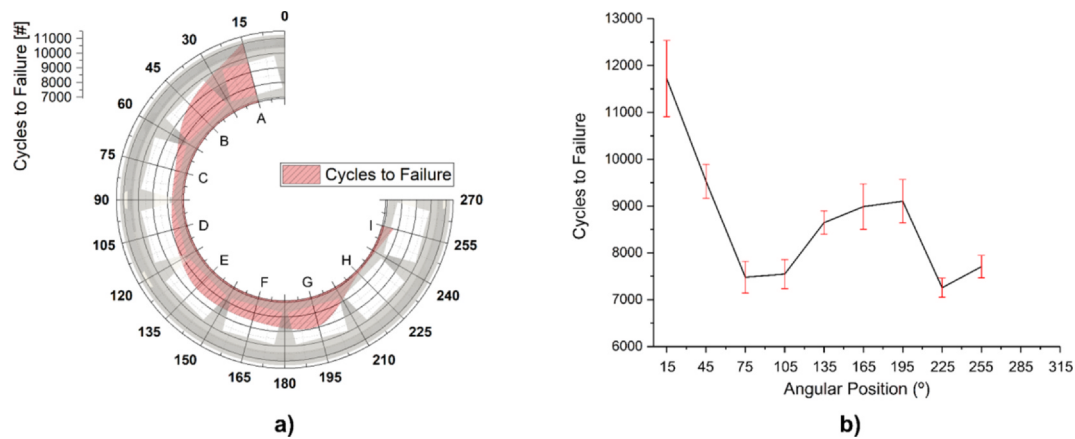 Cycles to Failure [#]
11000
10000
9000
8000
7000
0
15
30
45
60
75
90
105
120
135
150
165
180
195
210
225
240
255
270
A
B
C
D
E
F
G
H
I
Cycles to Failure
a)
Cycles to Failure
13000
12000
11000
10000
9000
8000
7000
6000
15 45 75 105 135 165 195 225 255 285 315
Angular Position (º)
b)